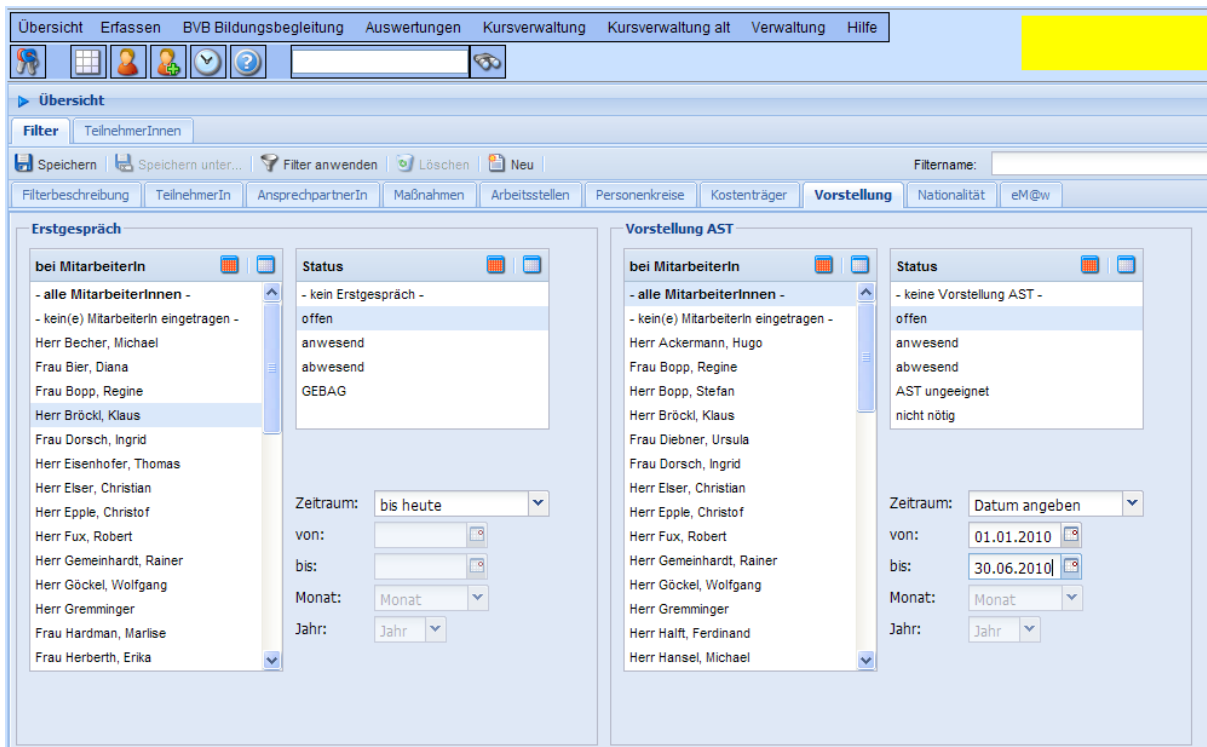 Übersicht Erfassen BVB Bildungsbegleitung Auswertungen Kursverwaltung Kursverwaltung alt Verwaltung Hilfe
Übersicht
Filter TeilnehmerInnen
Speichern Speichern unter... Filter anwenden Löschen Neu Filtername:
Filterbeschreibung TeilnehmerIn AnsprechpartnerIn Maßnahmen Arbeitsstellen Personenkreise Kostenträger Vorstellung Nationalität eM@w
Erstgespräch
bei MitarbeiterIn
- alle MitarbeiterInnen -
- kein(e) MitarbeiterIn eingetragen -
Herr Becher, Michael
Frau Bier, Diana
Frau Bopp, Regine
Herr Bröckl, Klaus
Frau Dorsch, Ingrid
Herr Eisenhofer, Thomas
Herr Elser, Christian
Herr Epple, Christof
Herr Fux, Robert
Herr Gemeinhardt, Rainer
Herr Göckel, Wolfgang
Herr Gremminger
Frau Hardman, Marlise
Frau Herberth, Erika
Status
- kein Erstgespräch -
offen
anwesend
abwesend
GEBAG
Zeitraum: bis heute
von:
bis:
Monat: Monat
Jahr: Jahr
Vorstellung AST
bei MitarbeiterIn
- alle MitarbeiterInnen -
- kein(e) MitarbeiterIn eingetragen -
Herr Ackermann, Hugo
Frau Bopp, Regine
Herr Bopp, Stefan
Herr Bröckl, Klaus
Frau Diebner, Ursula
Frau Dorsch, Ingrid
Herr Elser, Christian
Herr Epple, Christof
Herr Fux, Robert
Herr Gemeinhardt, Rainer
Herr Göckel, Wolfgang
Herr Gremminger
Herr Halft, Ferdinand
Herr Hansel, Michael
Status
- keine Vorstellung AST -
offen
anwesend
abwesend
AST ungeeignet
nicht nötig
Zeitraum: Datum angeben
von: 01.01.2010
bis: 30.06.2010
Monat: Monat
Jahr: Jahr